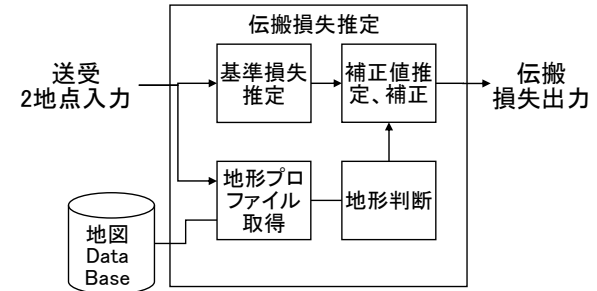 伝搬損失推定
送受
2地点入力
基準損失
推定
補正値推
定、補正
伝搬
損失出力
地形プロ
ファイル
取得
地形判断
地図
Data
Base